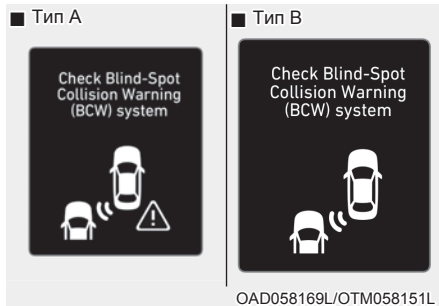 Тип A
Check Blind-Spot
Collision Warning
(BCW) system
Тип B
Check Blind-Spot
Collision Warning
(BCW) system
OAD058169L/OTM058151L